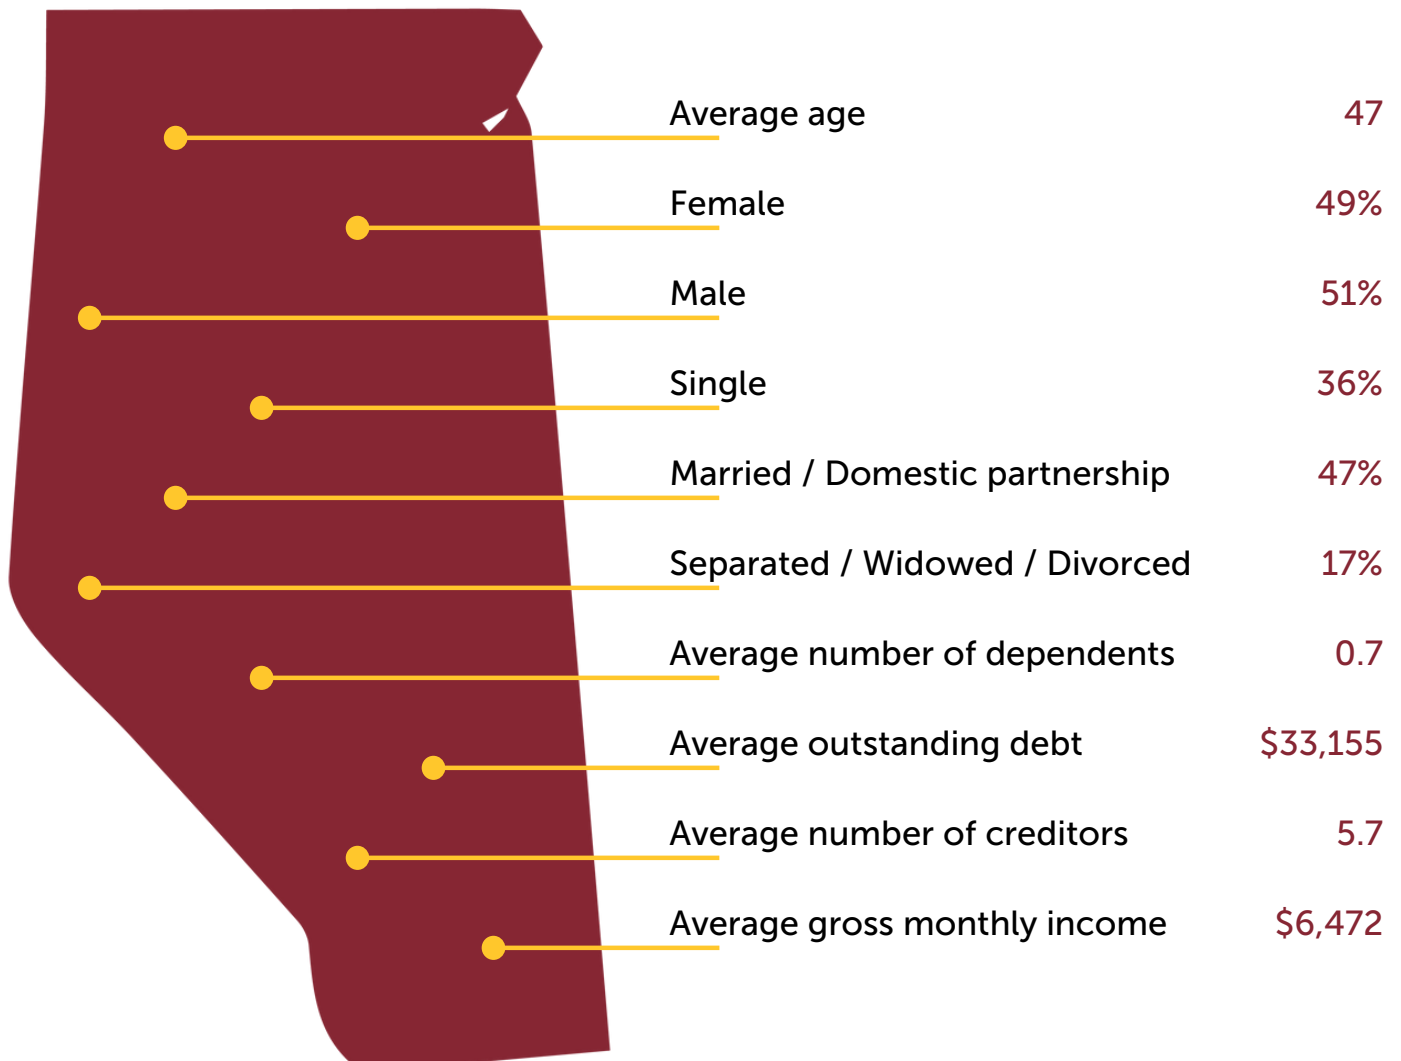 Average age 47
Female 49%
Male 51%
Single 36%
Married / Domestic partnership 47%
Separated / Widowed / Divorced 17%
Average number of dependents 0.7
Average outstanding debt $33,155
Average number of creditors 5.7
Average gross monthly income $6,472